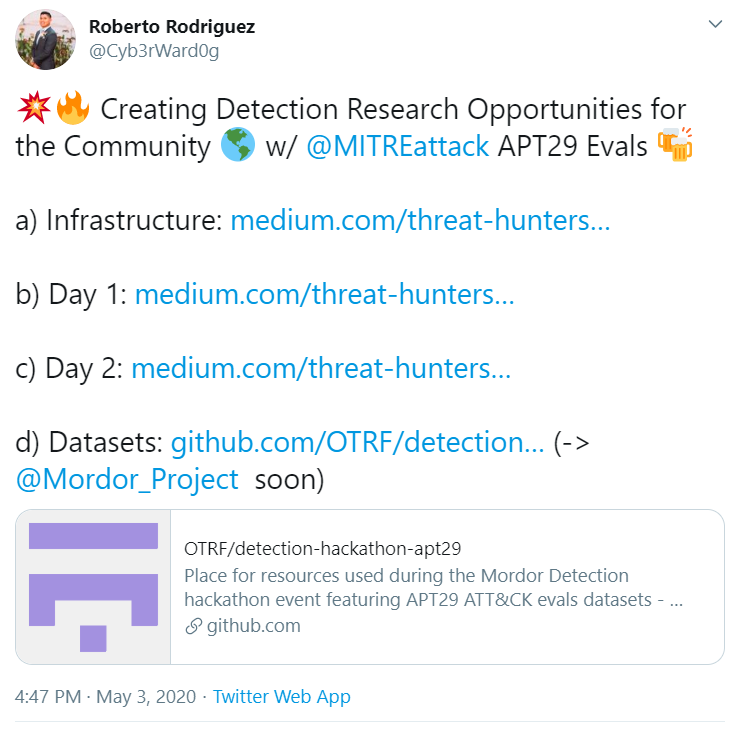 Roberto Rodriguez
@Cyb3rWard0g
💥🔥 Creating Detection Research Opportunities for
the Community 🌎 w/ @MITREattack APT29 Evals 🍻
a) Infrastructure: medium.com/threat-hunters...
b) Day 1: medium.com/threat-hunters...
c) Day 2: medium.com/threat-hunters...
d) Datasets: github.com/OTRF/detection... (->
@Mordor_Project soon)
OTRF/detection-hackathon-apt29
Place for resources used during the Mordor Detection
hackathon event featuring APT29 ATT&CK evals datasets - ...
github.com
4:47 PM · May 3, 2020 · Twitter Web App